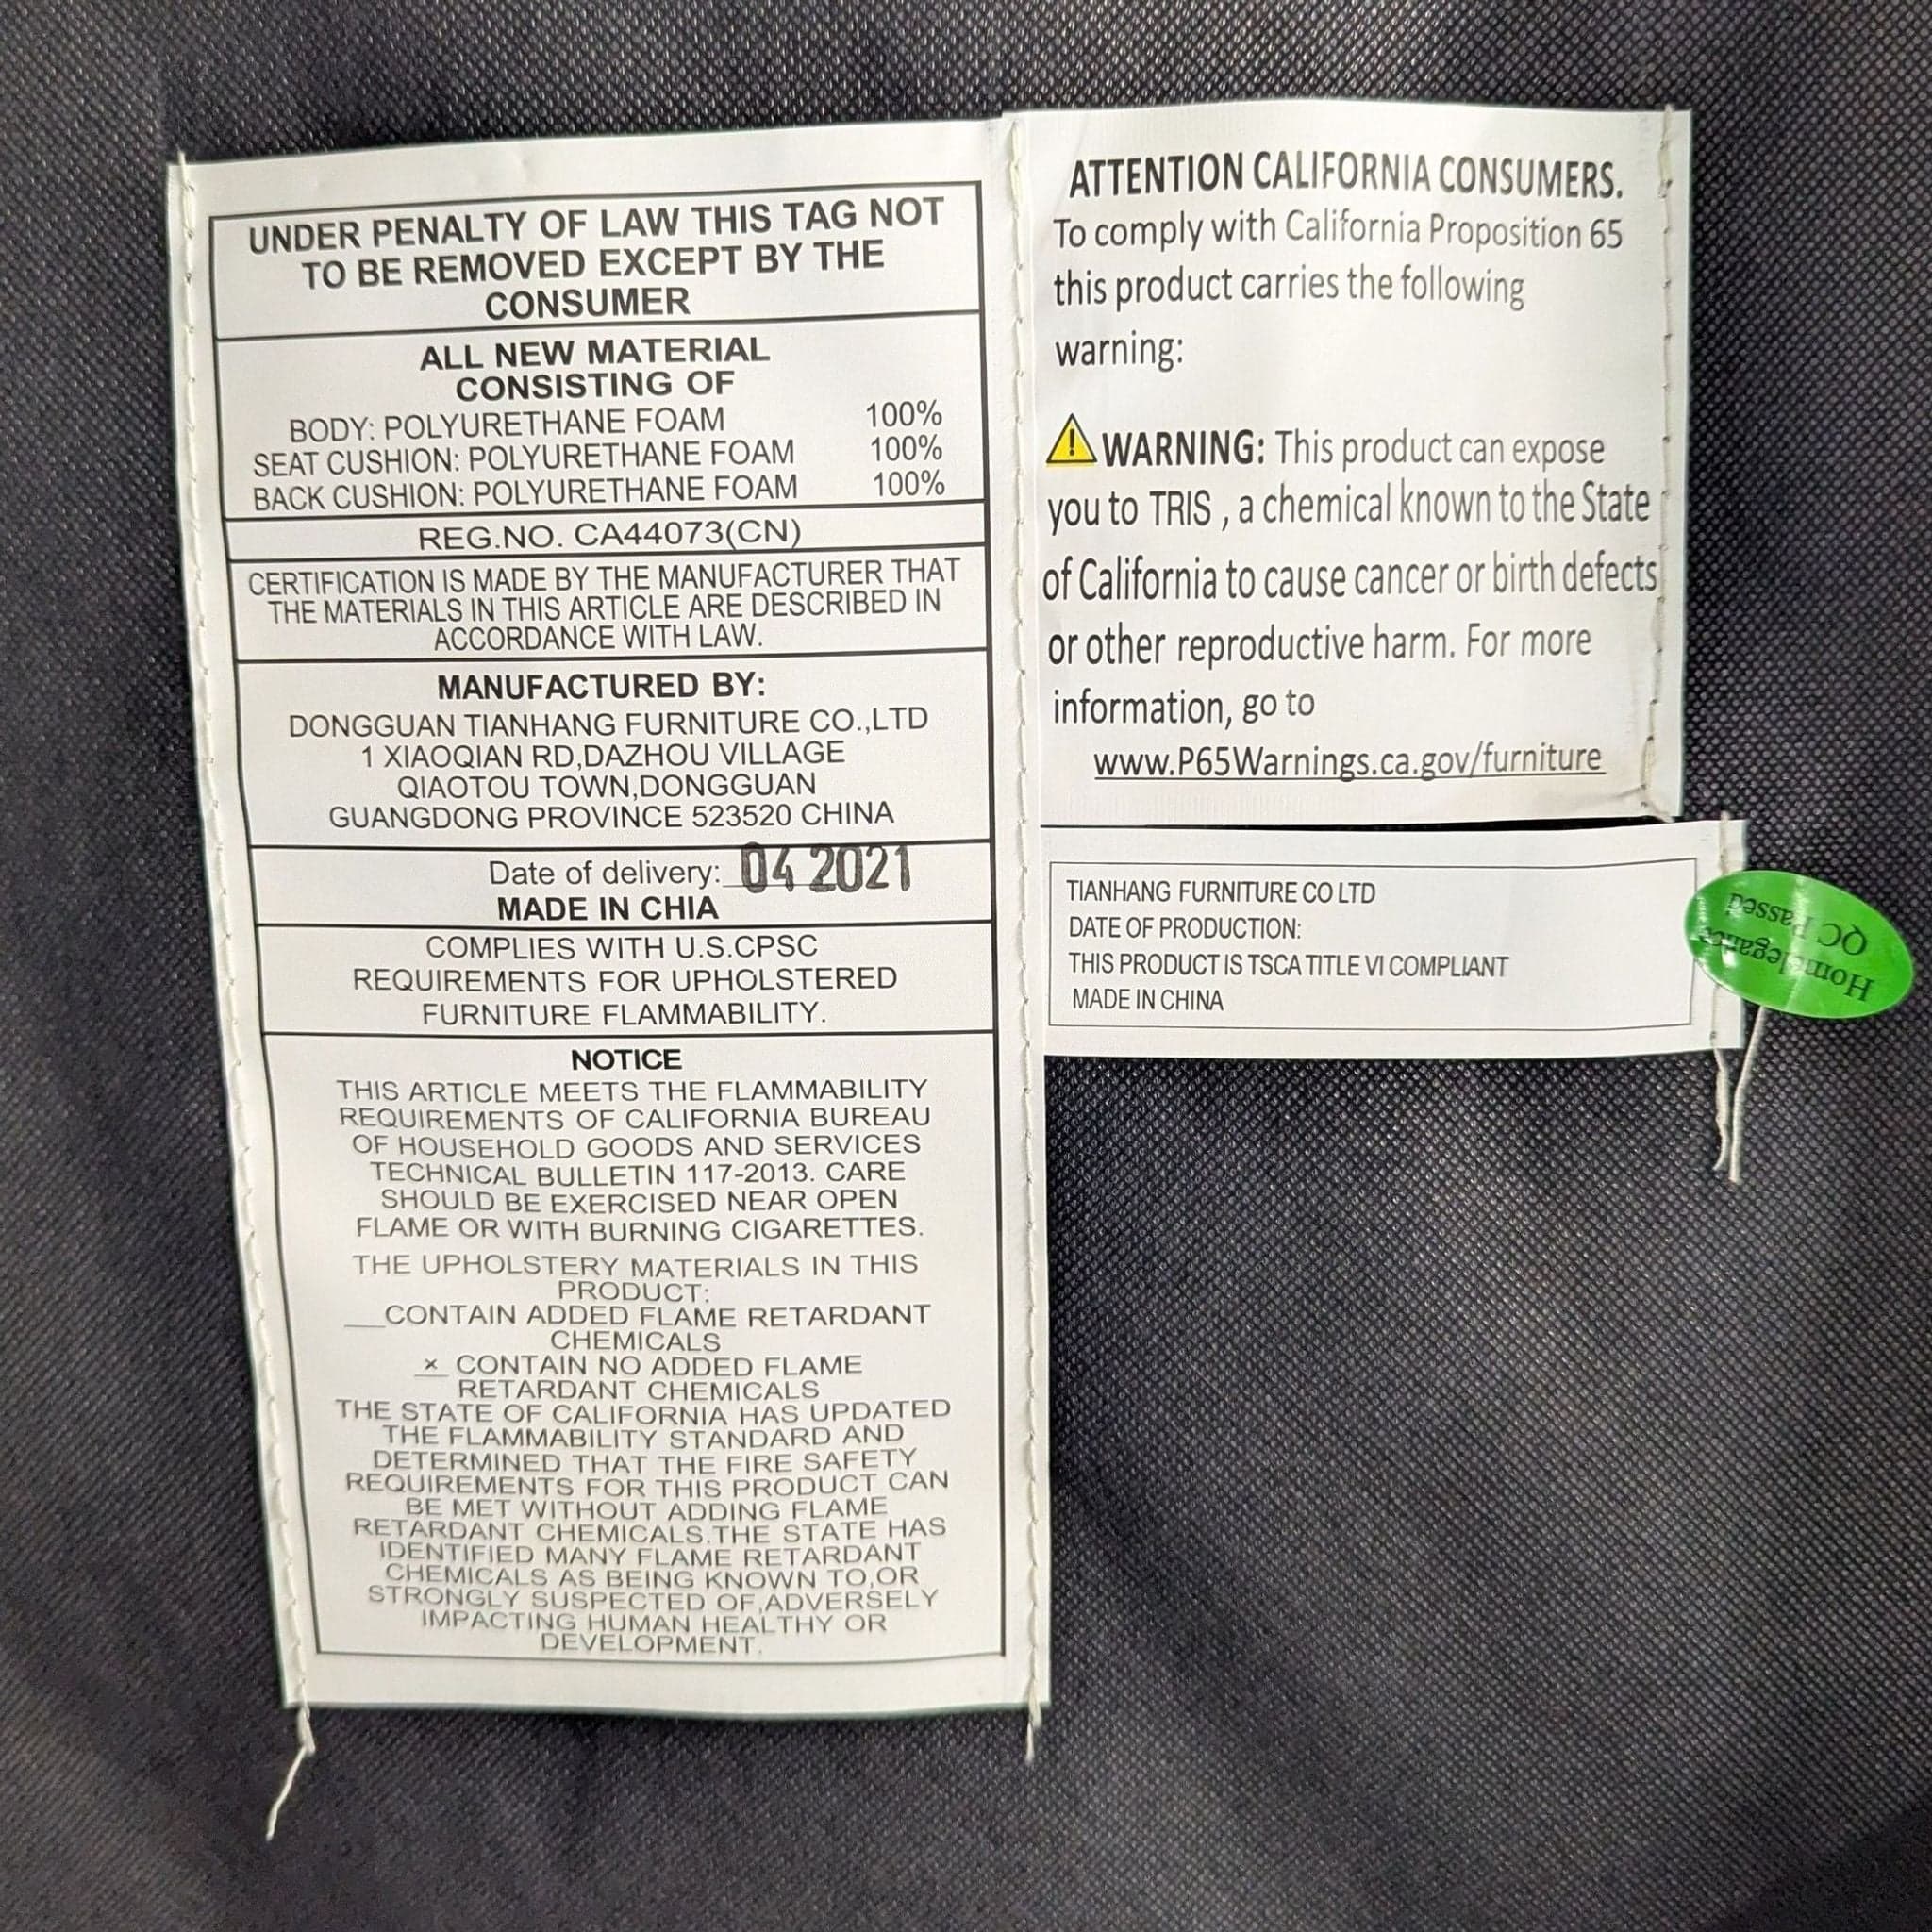 UNDER PENALTY OF LAW THIS TAG NOT
TO BE REMOVED EXCEPT BY THE
CONSUMER
ALL NEW MATERIAL
CONSISTING OF
BODY: POLYURETHANE FOAM 100%
SEAT CUSHION: POLYURETHANE FOAM 100%
BACK CUSHION: POLYURETHANE FOAM 100%
REG.NO. CA44073(CN)
CERTIFICATION IS MADE BY THE MANUFACTURER THAT
THE MATERIALS IN THIS ARTICLE ARE DESCRIBED IN
ACCORDANCE WITH LAW.
MANUFACTURED BY:
DONGGUAN TIANHANG FURNITURE CO.,LTD
1 XIAOQIAN RD,DAZHOU VILLAGE
QIAOTOU TOWN,DONGGUAN
GUANGDONG PROVINCE 523520 CHINA
Date of delivery: 04 2021
MADE IN CHIA
COMPLIES WITH U.S.CPSC
REQUIREMENTS FOR UPHOLSTERED
FURNITURE FLAMMABILITY.
NOTICE
THIS ARTICLE MEETS THE FLAMMABILITY
REQUIREMENTS OF CALIFORNIA BUREAU
OF HOUSEHOLD GOODS AND SERVICES
TECHNICAL BULLETIN 117-2013. CARE
SHOULD BE EXERCISED NEAR OPEN
FLAME OR WITH BURNING CIGARETTES.
THE UPHOLSTERY MATERIALS IN THIS
PRODUCT:
__CONTAIN ADDED FLAME RETARDANT
CHEMICALS
x CONTAIN NO ADDED FLAME
RETARDANT CHEMICALS
THE STATE OF CALIFORNIA HAS UPDATED
THE FLAMMABILITY STANDARD AND
DETERMINED THAT THE FIRE SAFETY
REQUIREMENTS FOR THIS PRODUCT CAN
BE MET WITHOUT ADDING FLAME
RETARDANT CHEMICALS.THE STATE HAS
IDENTIFIED MANY FLAME RETARDANT
CHEMICALS AS BEING KNOWN TO,OR
STRONGLY SUSPECTED OF,ADVERSELY
IMPACTING HUMAN HEALTHY OR
DEVELOPMENT.
ATTENTION CALIFORNIA CONSUMERS.
To comply with California Proposition 65
this product carries the following
warning:
WARNING: This product can expose
you to TRIS , a chemical known to the State
of California to cause cancer or birth defects
or other reproductive harm. For more
information, go to
www.P65Warnings.ca.gov/furniture
TIANHANG FURNITURE CO LTD
DATE OF PRODUCTION:
THIS PRODUCT IS TSCA TITLE VI COMPLIANT
MADE IN CHINA
Homelegance
QC Passed